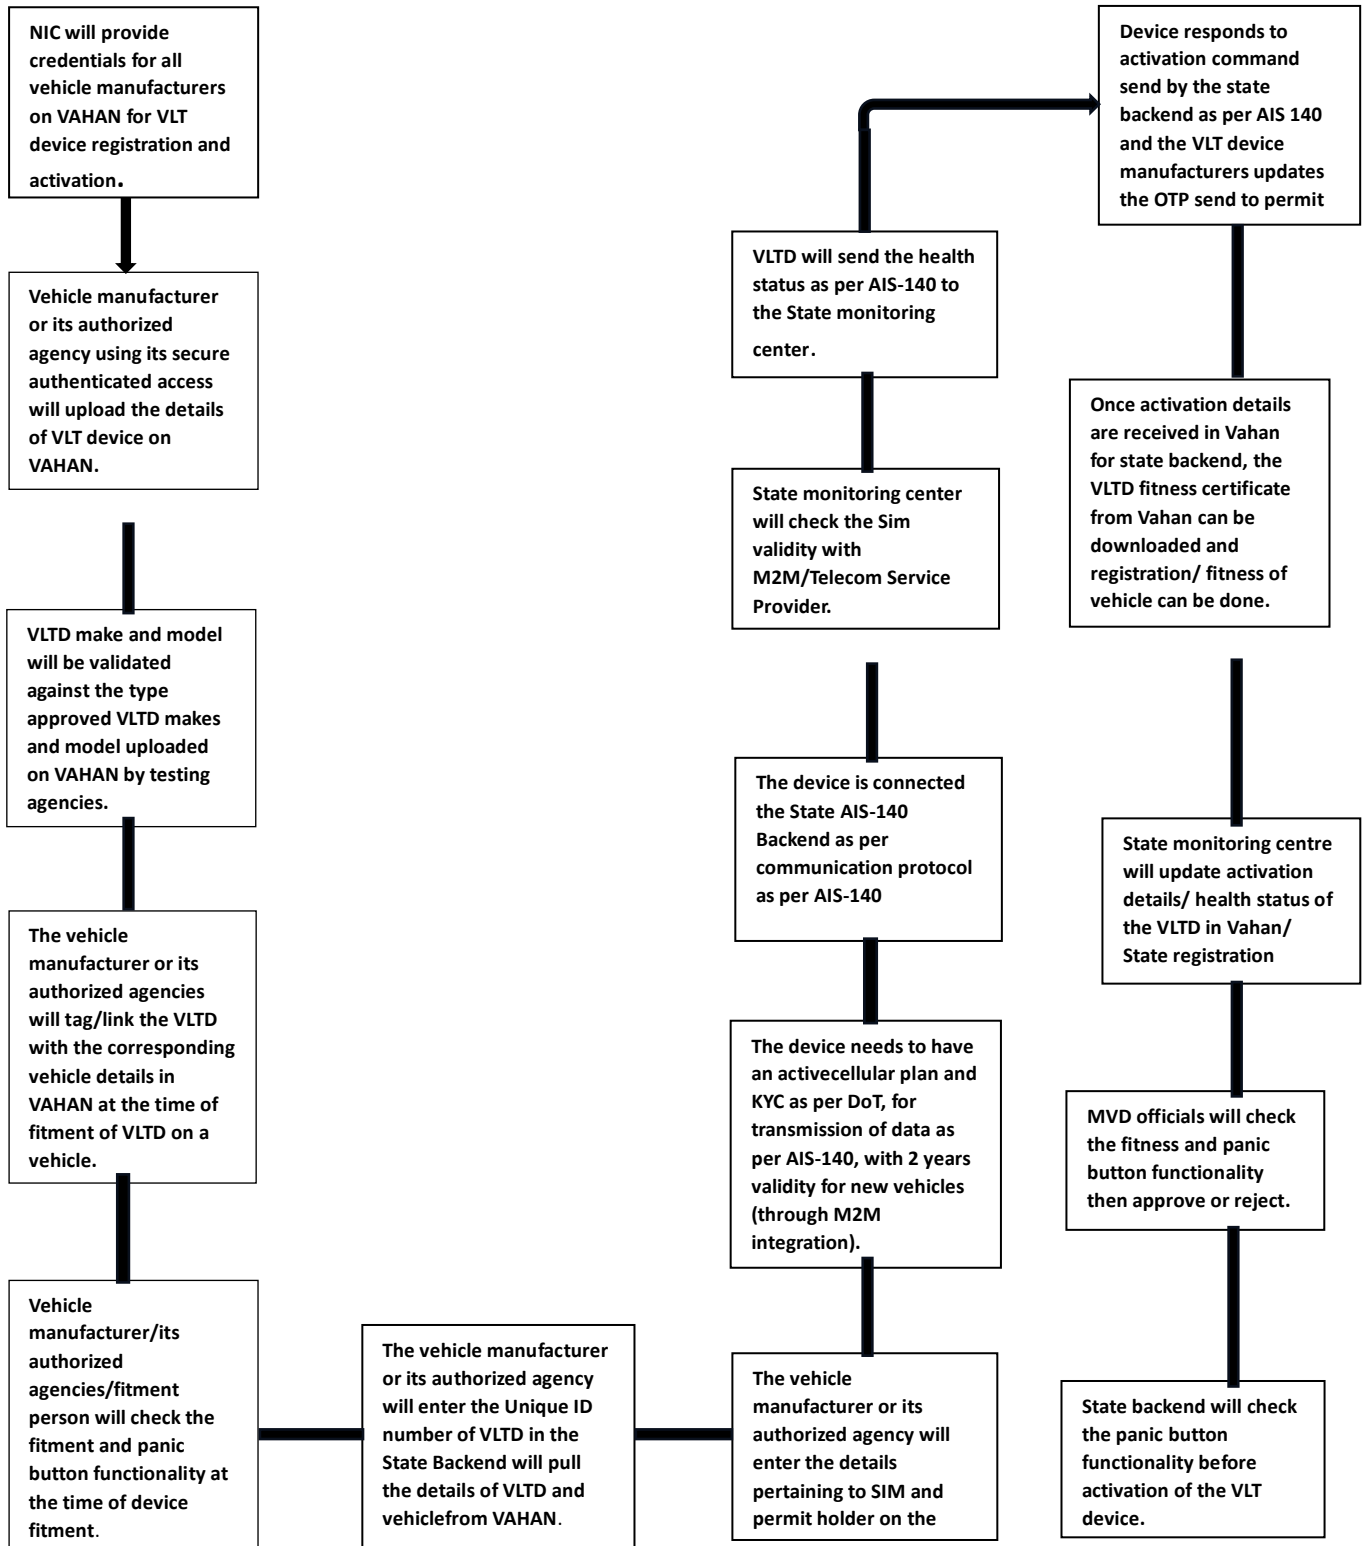 NIC will provide
credentials for all
vehicle manufacturers
on VAHAN for VLT
device registration and
activation.
Vehicle manufacturer
or its authorized
agency using its secure
authenticated access
will upload the details
of VLT device on
VAHAN.
VLTD make and model
will be validated
against the type
approved VLTD makes
and model uploaded
on VAHAN by testing
agencies.
The vehicle
manufacturer or its
authorized agencies
will tag/link the VLTD
with the corresponding
vehicle details in
VAHAN at the time of
fitment of VLTD on a
vehicle.
Vehicle
manufacturer/its
authorized
agencies/fitment
person will check the
fitment and panic
button functionality at
the time of device
fitment.
The vehicle manufacturer
or its authorized agency
will enter the Unique ID
number of VLTD in the
State Backend will pull
the details of VLTD and
vehiclefrom VAHAN.
The vehicle
manufacturer or its
authorized agency will
enter the details
pertaining to SIM and
permit holder on the
The device needs to have
an activecellular plan and
KYC as per DoT, for
transmission of data as
per AIS-140, with 2 years
validity for new vehicles
(through M2M
integration).
The device is connected
the State AIS-140
Backend as per
communication protocol
as per AIS-140
State monitoring center
will check the Sim
validity with
M2M/Telecom Service
Provider.
VLTD will send the health
status as per AIS-140 to
the State monitoring
center.
Device responds to
activation command
send by the state
backend as per AIS 140
and the VLT device
manufacturers updates
the OTP send to permit
Once activation details
are received in Vahan
for state backend, the
VLTD fitness certificate
from Vahan can be
downloaded and
registration/ fitness of
vehicle can be done.
State monitoring centre
will update activation
details/ health status of
the VLTD in Vahan/
State registration
MVD officials will check
the fitness and panic
button functionality
then approve or reject.
State backend will check
the panic button
functionality before
activation of the VLT
device.